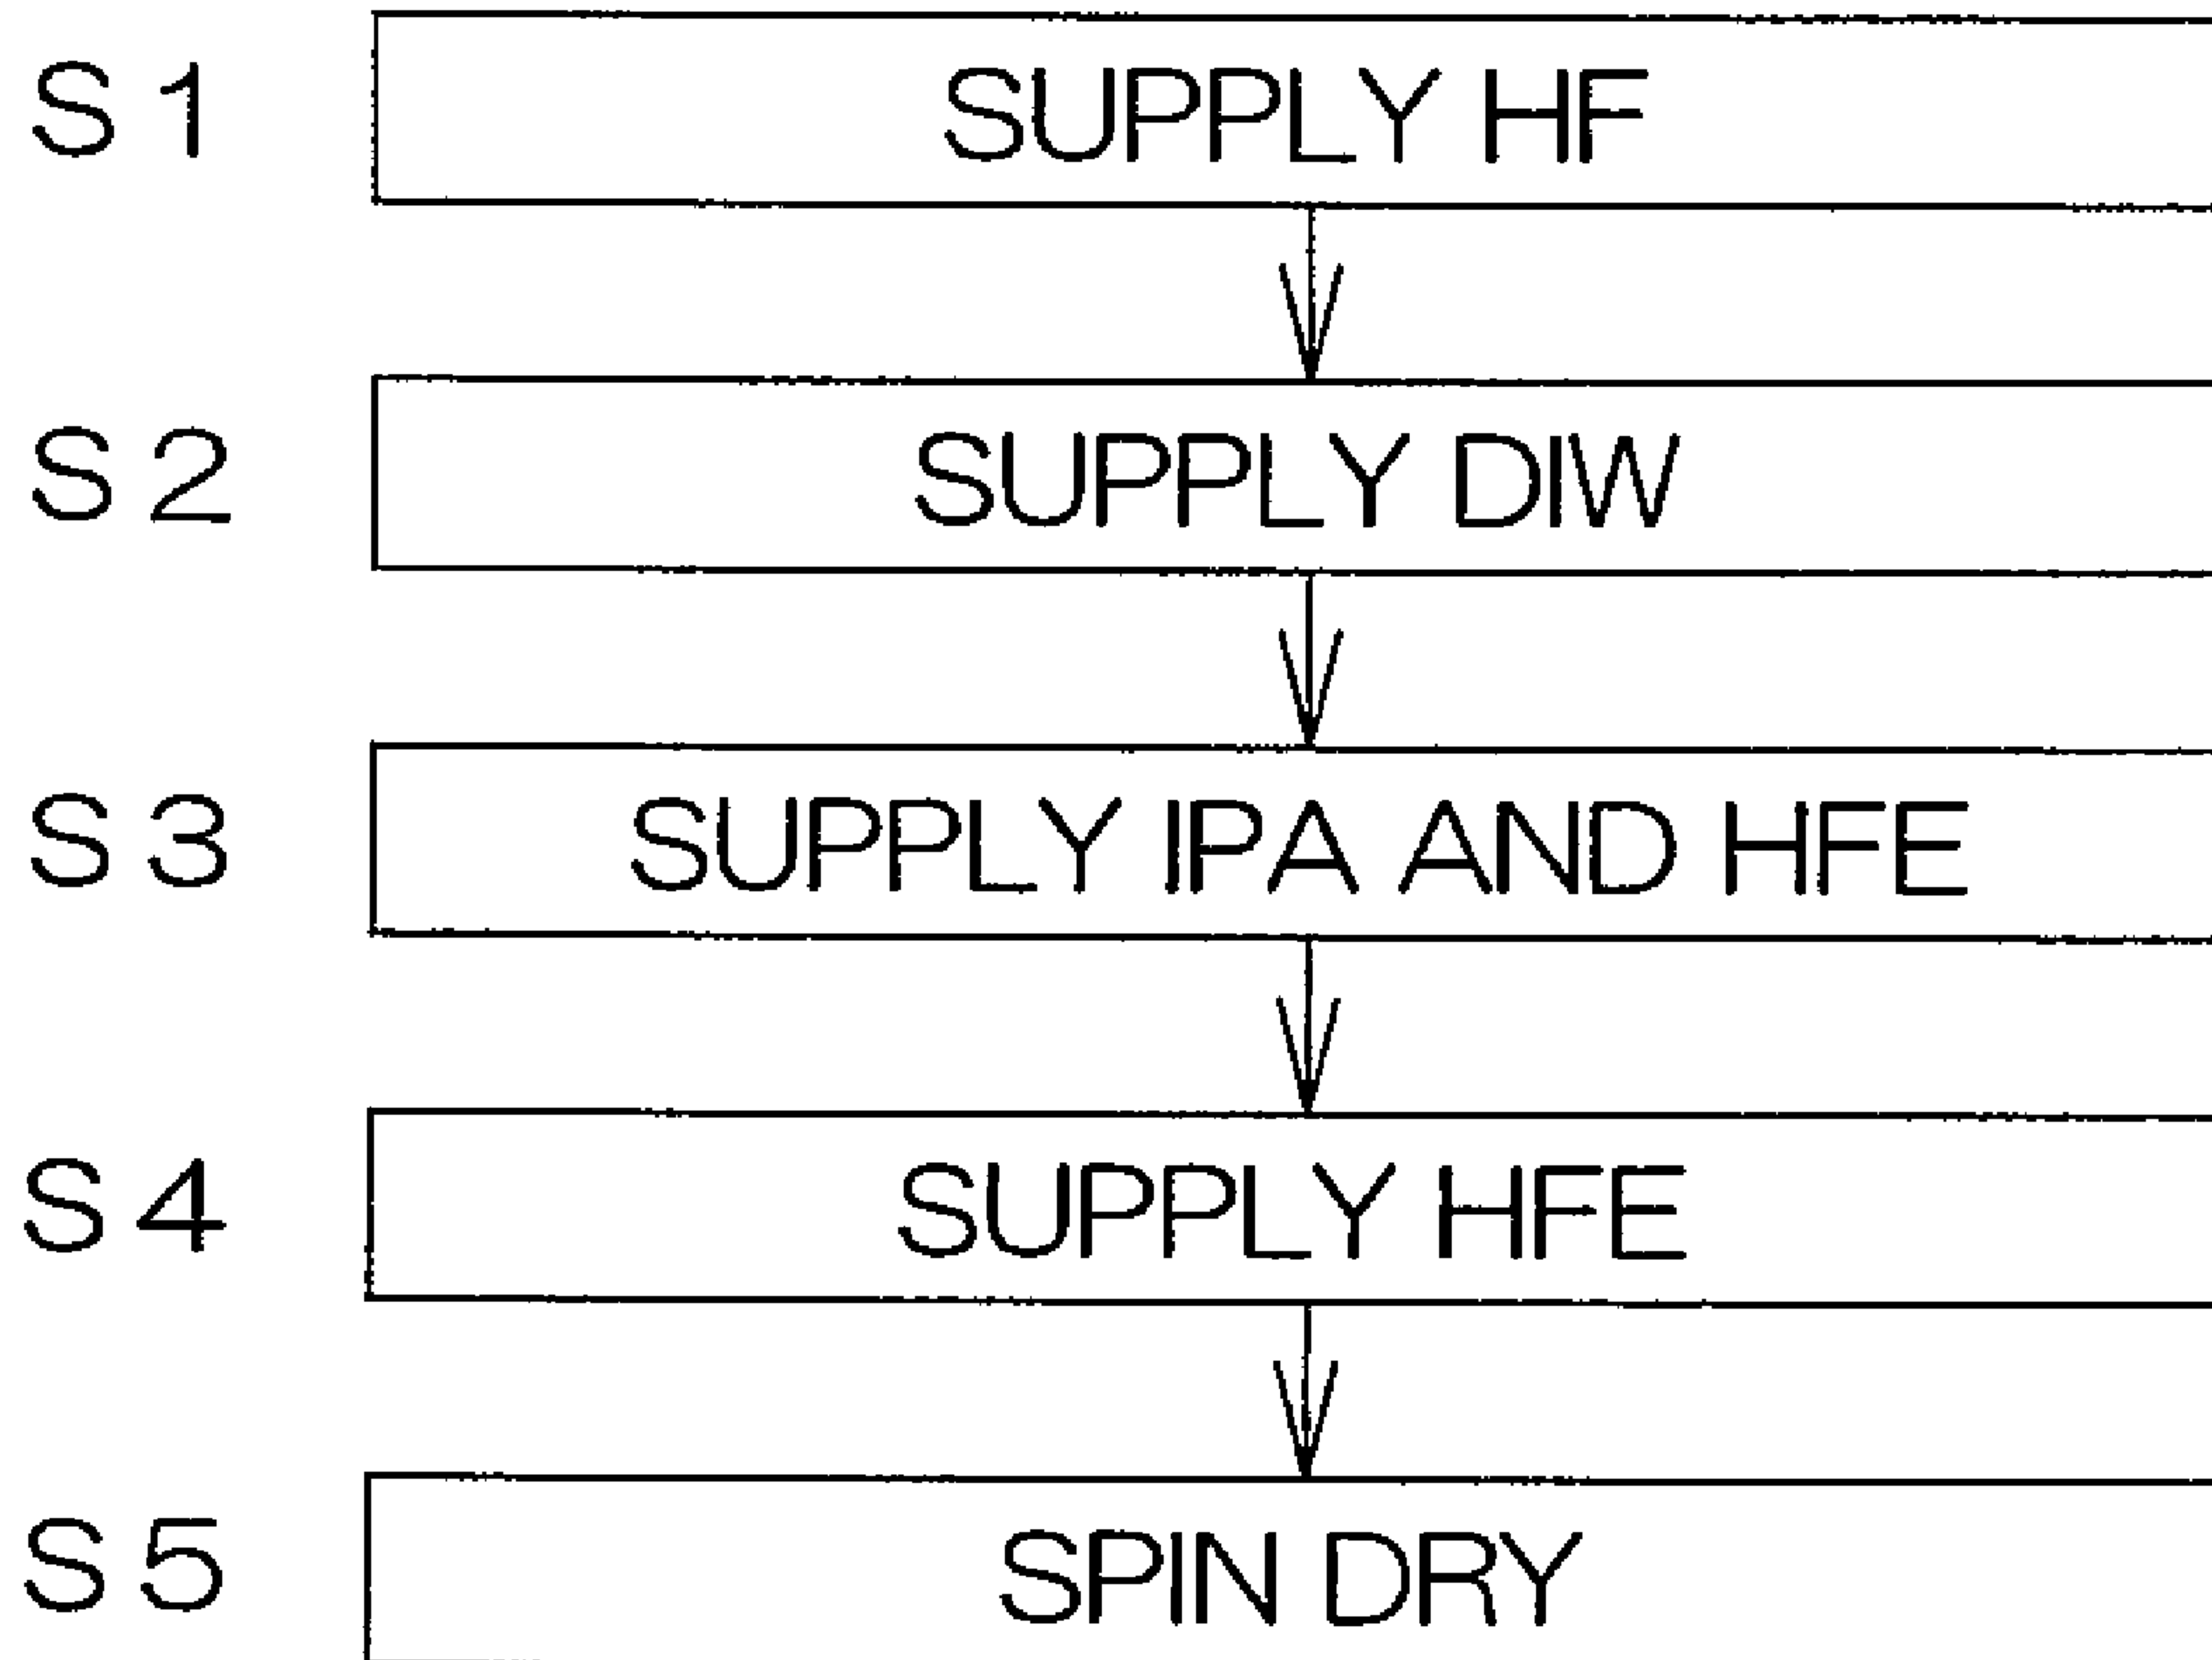 S1 SUPPLY HF
S2 SUPPLY DIW
S3 SUPPLY IPA AND HFE
S4 SUPPLY HFE
S5 SPIN DRY